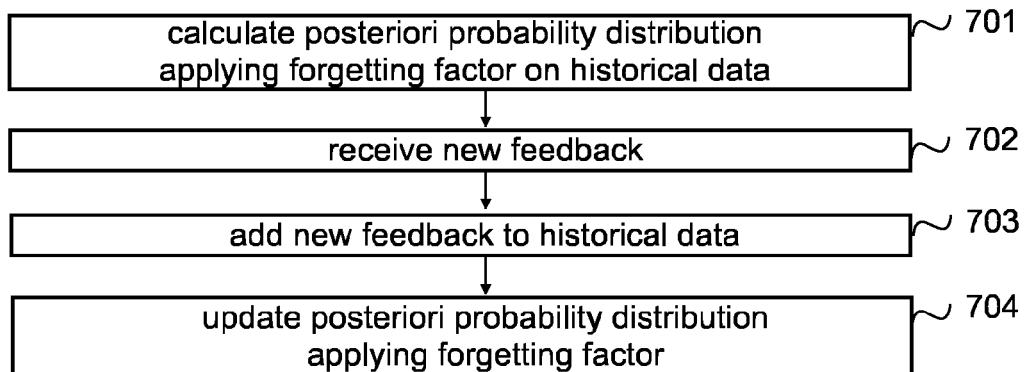 calculate posteriori probability distribution
applying forgetting factor on historical data
701
receive new feedback
702
add new feedback to historical data
703
update posteriori probability distribution
applying forgetting factor
704